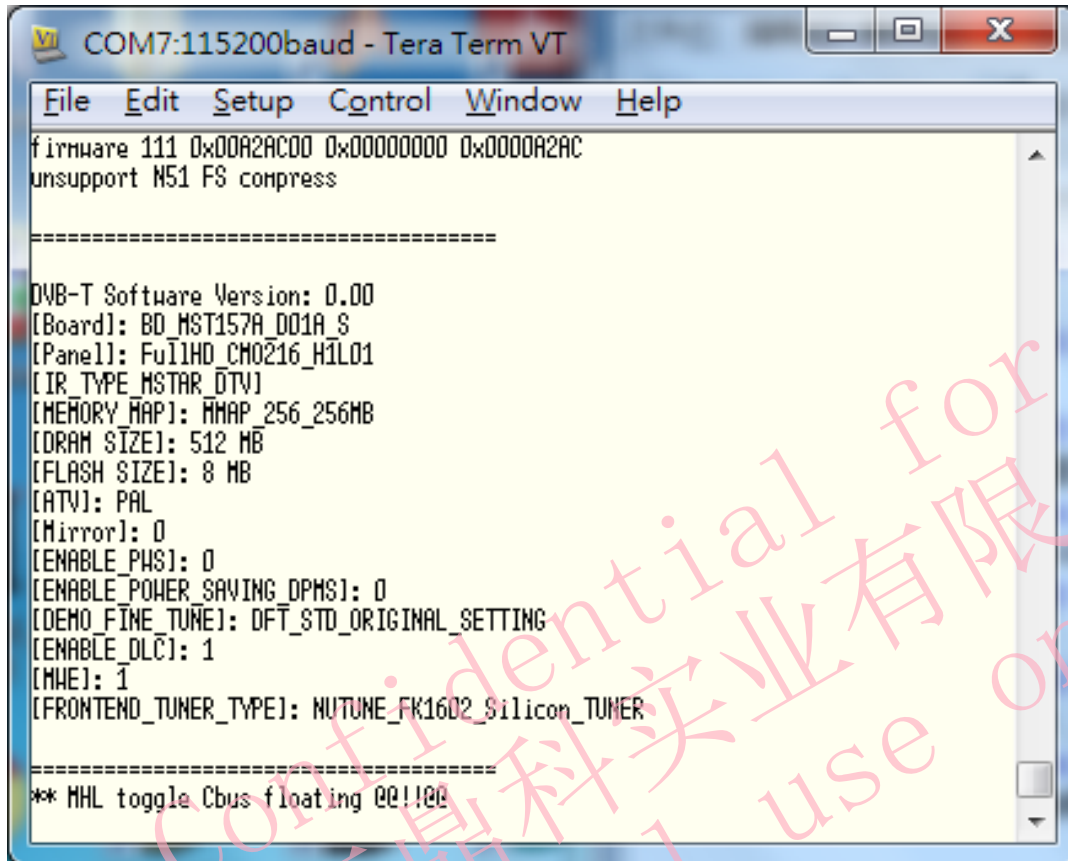 COM7:115200baud - Tera Term VT
File Edit Setup Control Window Help
firmware 111 0x00A2AC00 0x00000000 0x0000A2AC
unsupport N51 FS compress
======================================
DVB-T Software Version: 0.00
[Board]: BD_MST157A_D01A_S
[Panel]: FullHD_CMO216_H1L01
[IR_TYPE_MSTAR_DTV]
[MEMORY_MAP]: MMAP_256_256MB
[DRAM SIZE]: 512 MB
[FLASH SIZE]: 8 MB
[ATV]: PAL
[Mirror]: 0
[ENABLE_PWS]: 0
[ENABLE_POWER_SAVING_DPMS]: 0
[DEMO_FINE_TUNE]: DFT_STD_ORIGINAL_SETTING
[ENABLE_DLC]: 1
[MWE]: 1
[FRONTEND_TUNER_TYPE]: NUTUNE_FK1602_Silicon_TUNER
======================================
** MHL toggle Cbus floating @@!!@@
Confidential for
鼎科实业有限
use